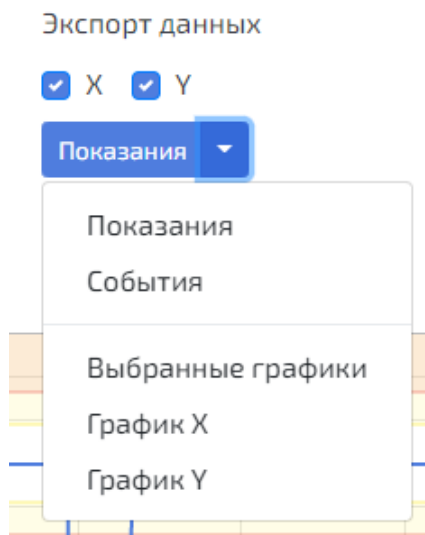 Экспорт данных
X Y
Показания
Показания
События
Выбранные графики
График X
График Y